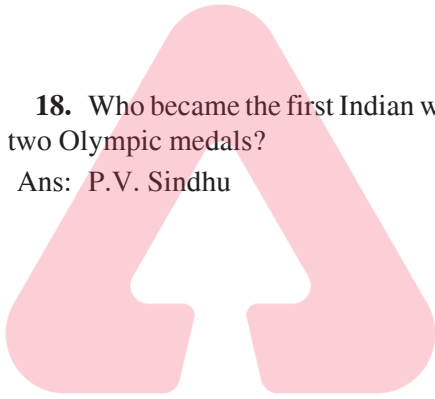 18. Who became the first Indian
two Olympic medals?
Ans: P.V. Sindhu